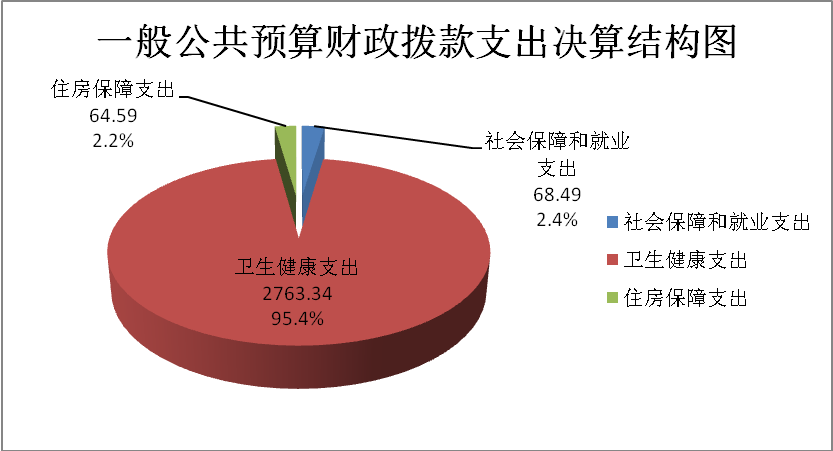 一般公共预算财政拨款支出决算结构图
住房保障支出
64.59
2.2%
社会保障和就业
支出
68.49
2.4%
卫生健康支出
2763.34
95.4%
社会保障和就业支出
卫生健康支出
住房保障支出